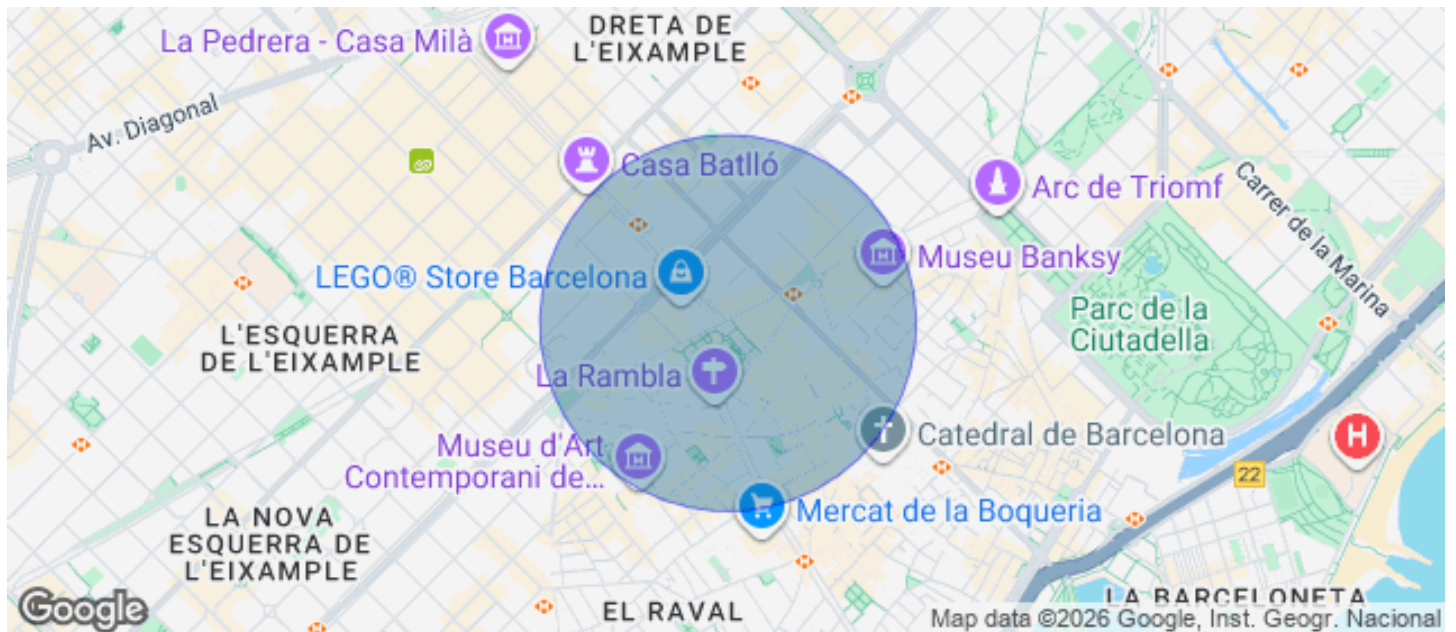 La Pedrera - Casa Milà
DRETA DE
L'EIXAMPLE
Av. Diagonal
Casa Batlló
Arc de Triomf
Carrer de la Marina
LEGO® Store Barcelona
Museu Banksy
Parc de la
Ciutadella
L'ESQUERRA
DE L'EIXAMPLE
La Rambla
Museu d'Art
Contemporani de...
Catedral de Barcelona
H
22
Mercat de la Boqueria
LA NOVA
ESQUERRA DE
L'EIXAMPLE
EL RAVAL
LA BARCELONETA
Google
Map data ©2026 Google, Inst. Geogr. Nacional